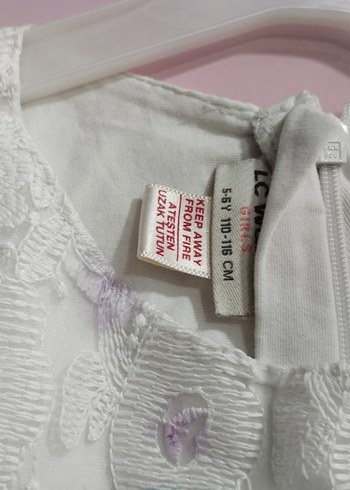 KEEP AWAY
FROM FIRE
ATEŞTEN
UZAK TUTUN
LC W
GIRLS
5-6Y 110-116 CM